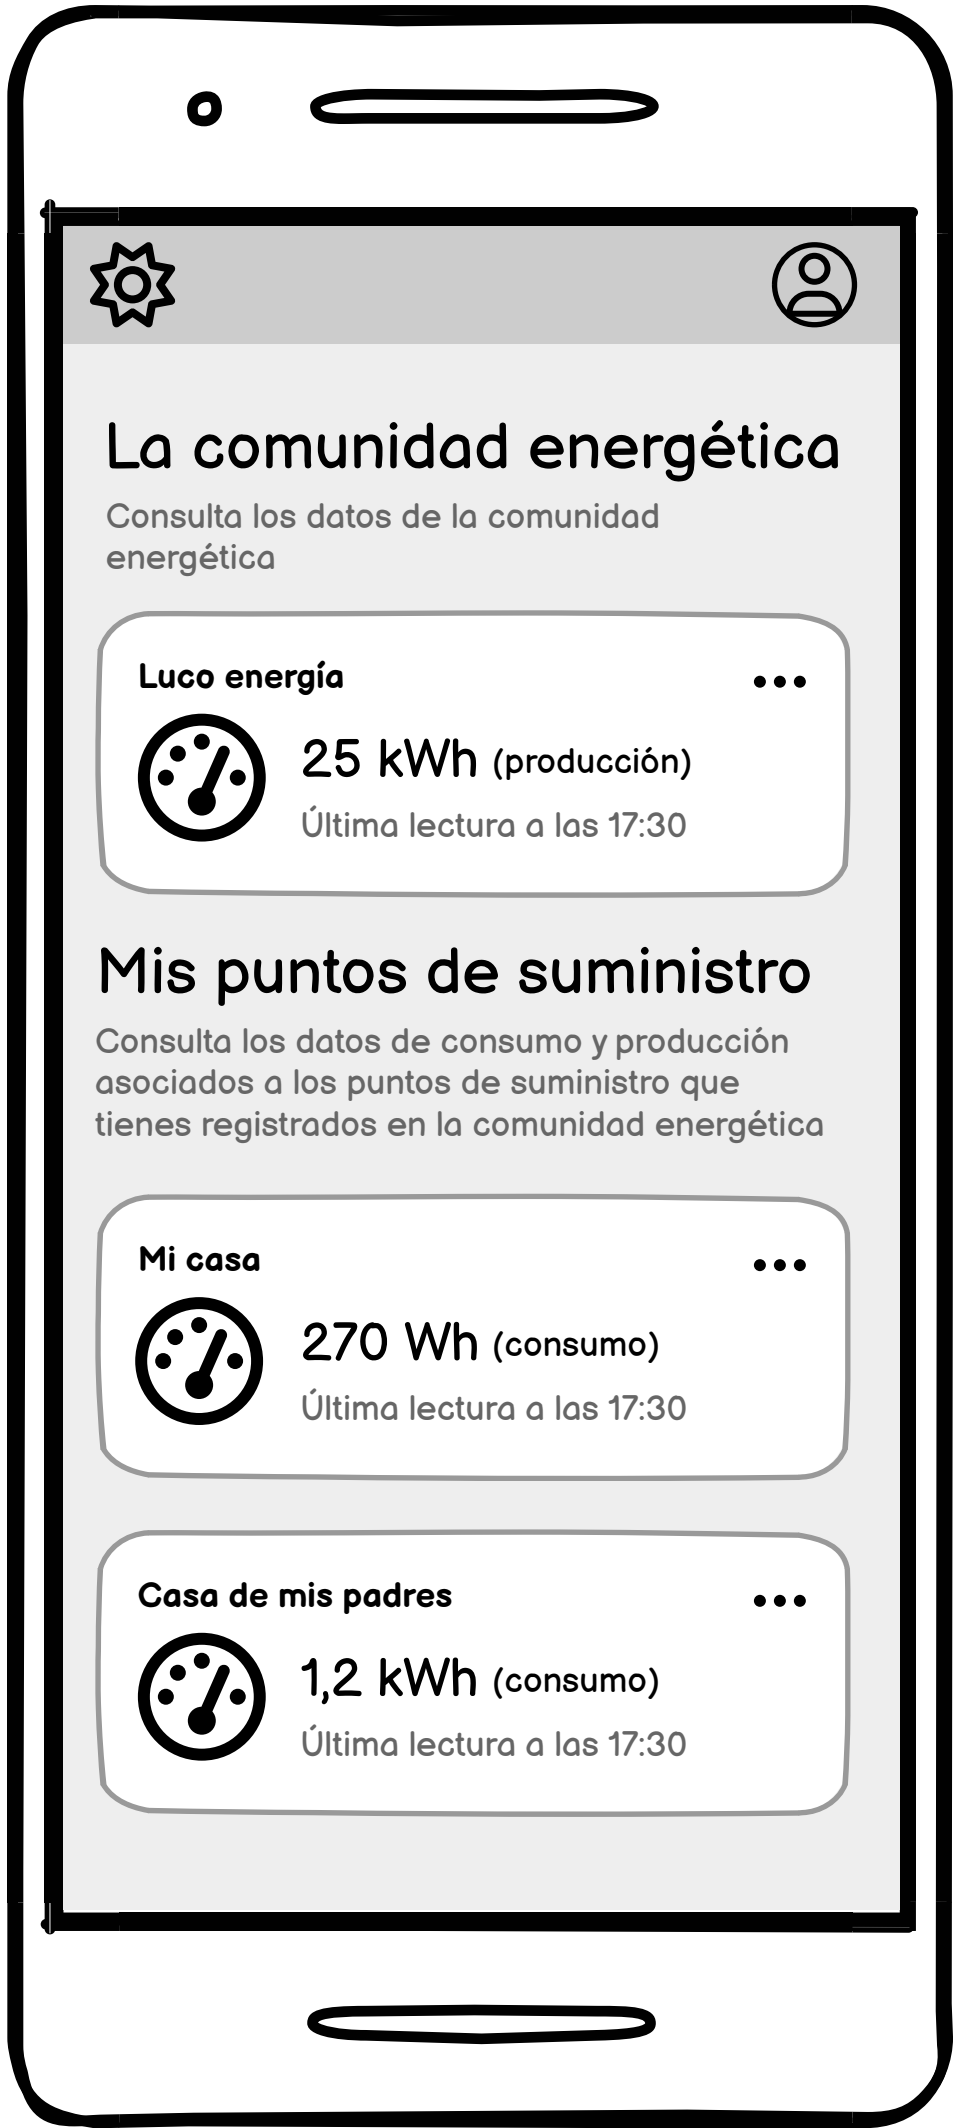 La comunidad energética
Consulta los datos de la comunidad
energética
Luco energía
25 kWh (producción)
Última lectura a las 17:30
Mis puntos de suministro
Consulta los datos de consumo y producción
asociados a los puntos de suministro que
tienes registrados en la comunidad energética
Mi casa
270 Wh (consumo)
Última lectura a las 17:30
Casa de mis padres
1,2 kWh (consumo)
Última lectura a las 17:30